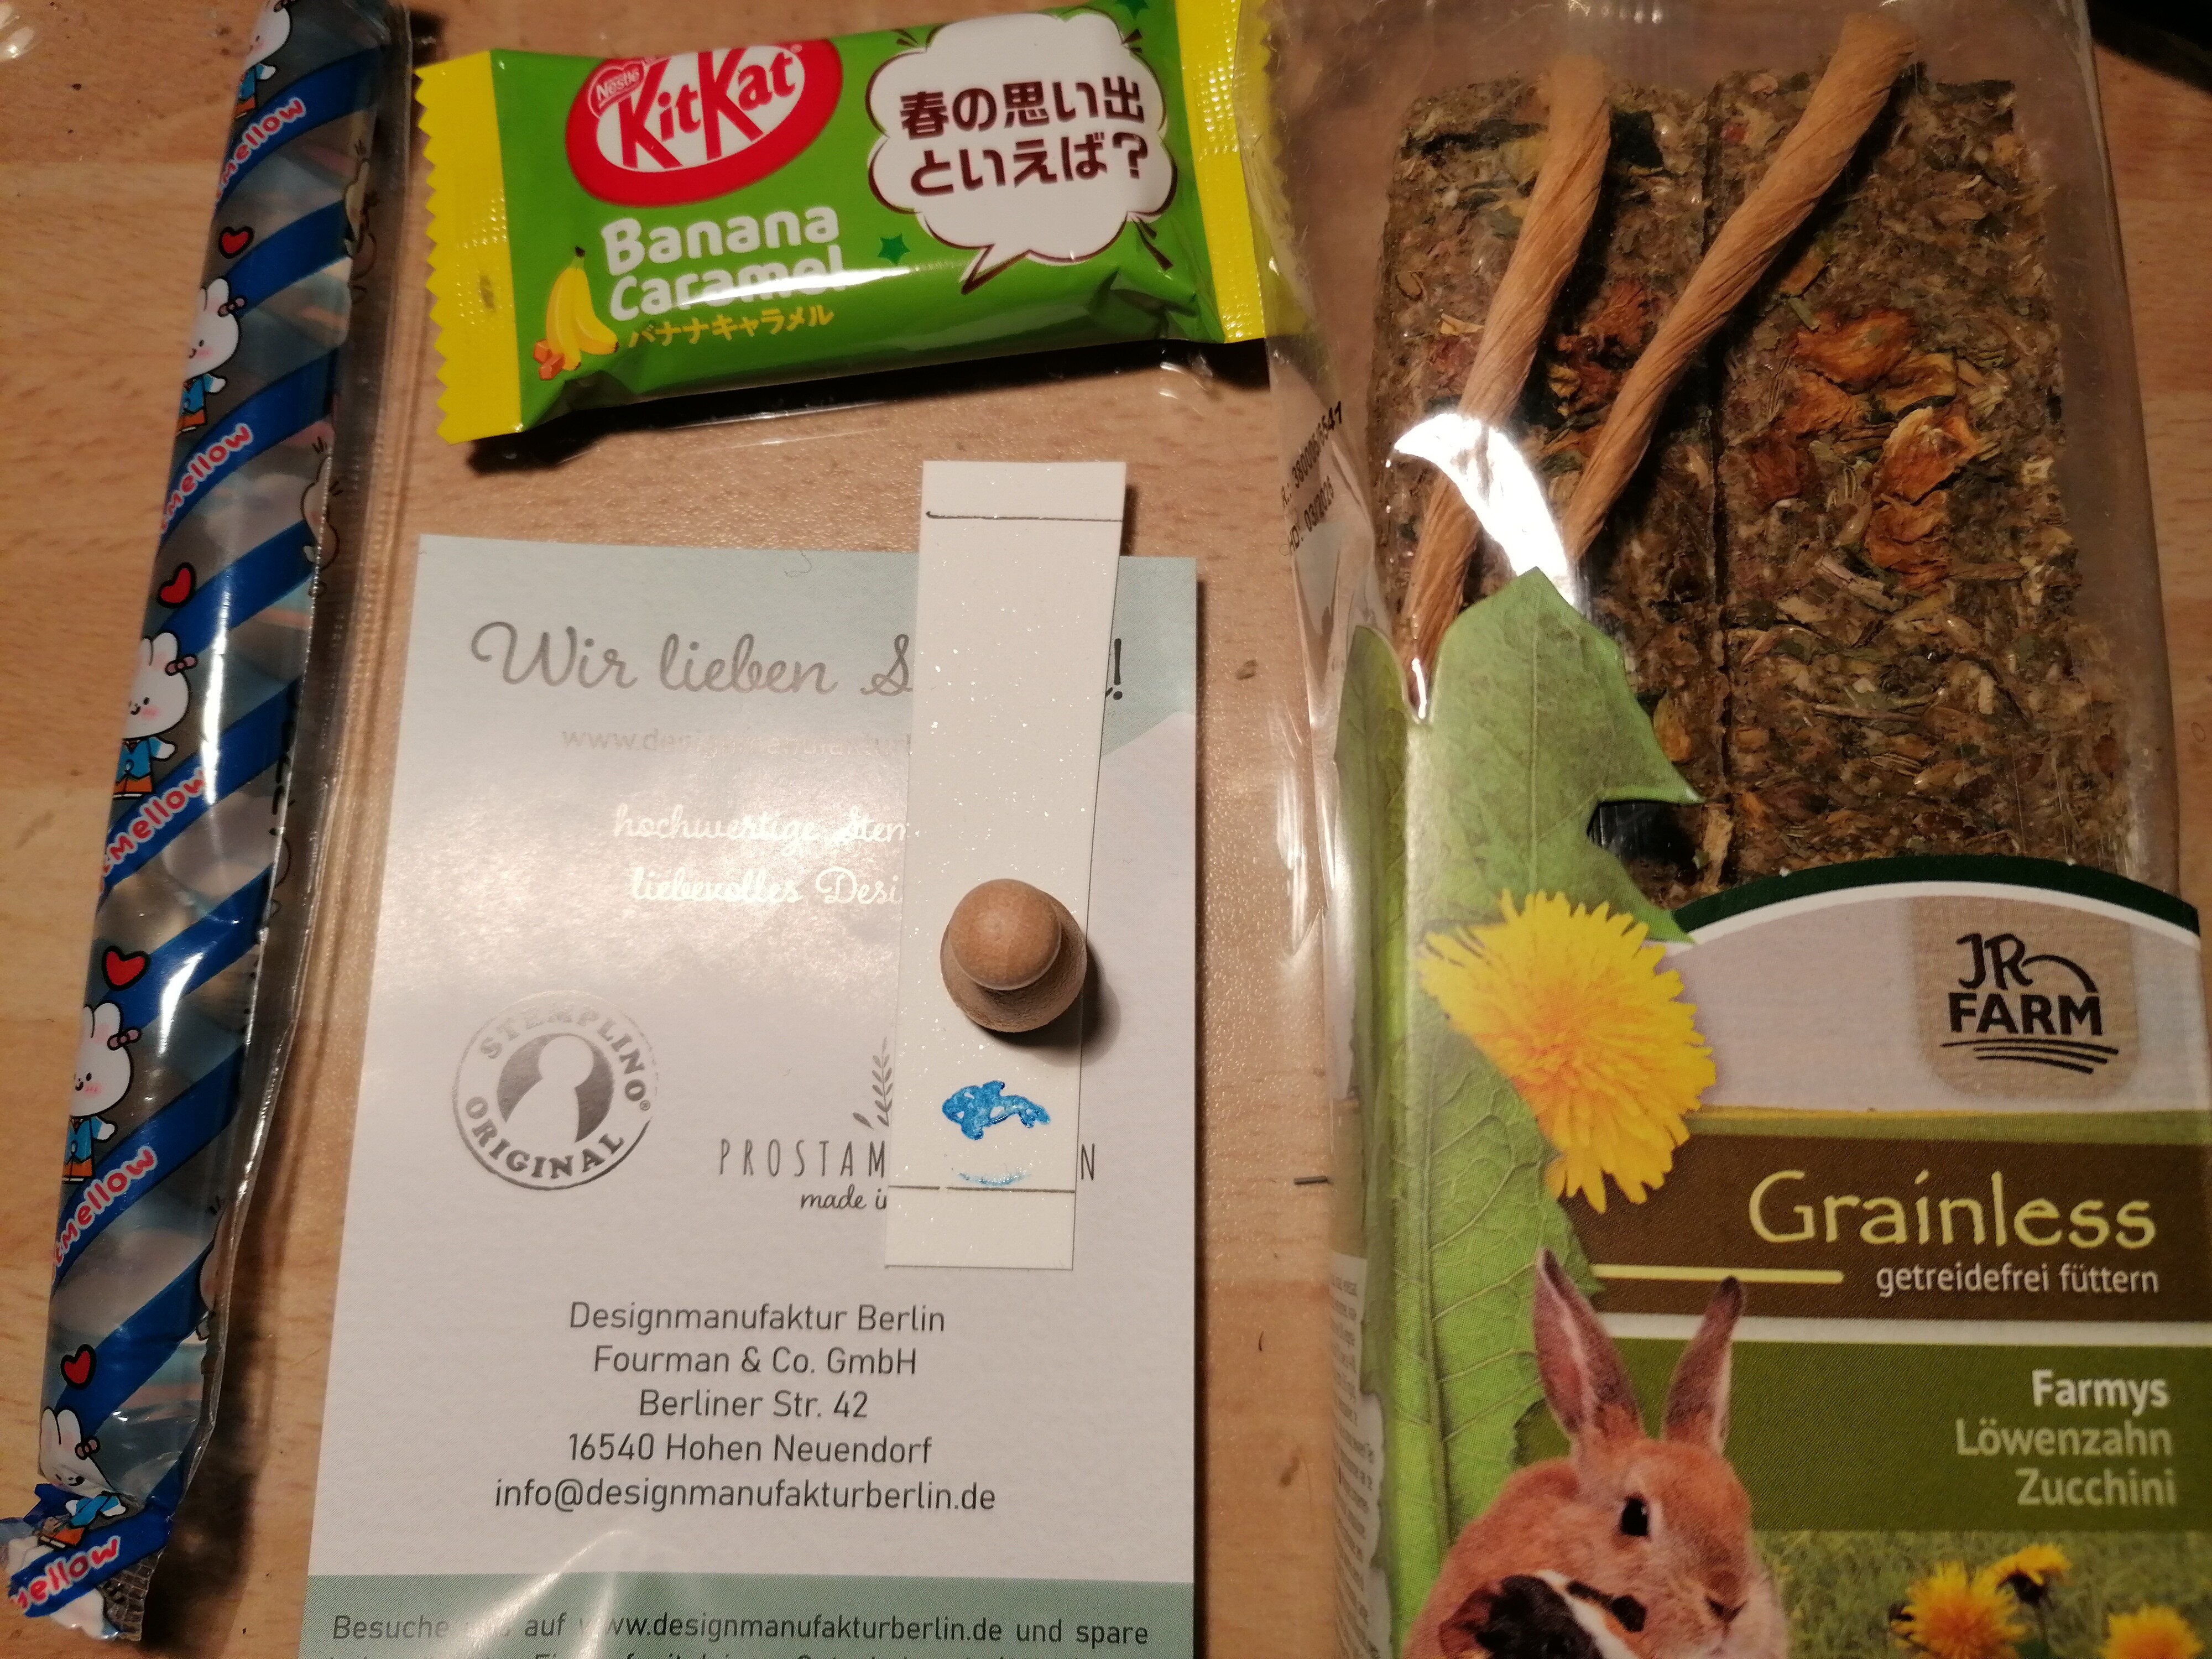 Mellow
Mellow
Mellow
Mellow
Mellow
Nestlé
KitKat
Banana
Caramel
バナナキャラメル
春の思い出
といえば?
Wir lieben
hochwertige
liebevolles
STEMPLINO®
ORIGINAL
made
Designmanufaktur Berlin
Fourman & Co. GmbH
Berliner Str. 42
16540 Hohen Neuendorf
info@designmanufakturberlin.de
Besuche auf www.designmanufakturberlin.de und spare
03/2026
JR
FARM
Grainless
getreidefrei füttern
Farmys
Löwenzahn
Zucchini